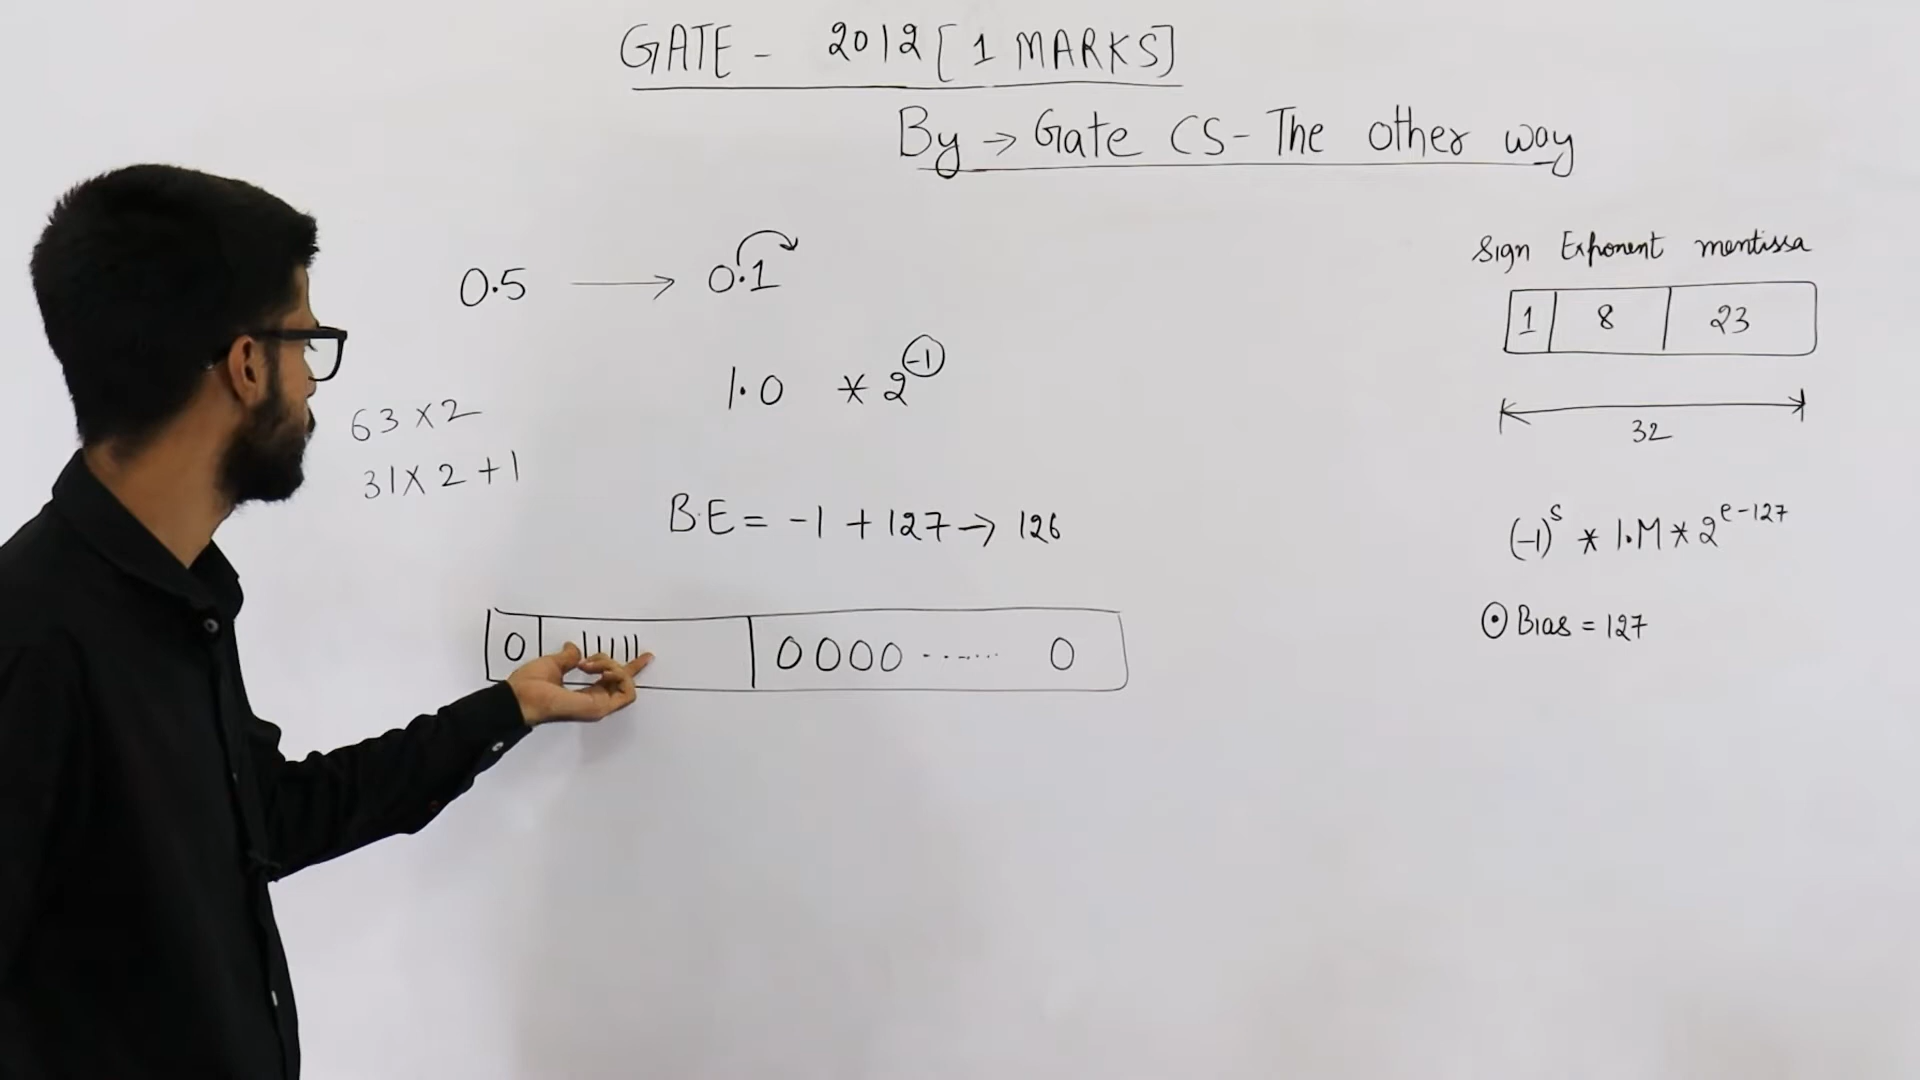 GATE - 2012 [1 MARKS]
By → Gate CS - The other way
0.5 → 0.1
1.0 * 2^-1
63 x 2
31 x 2 + 1
B.E = -1 + 127 → 126
0 0000 ...... 0
Sign Exponent mentissa
1 8 23
32
(-1)^s * 1.M * 2^e-127
Bias = 127